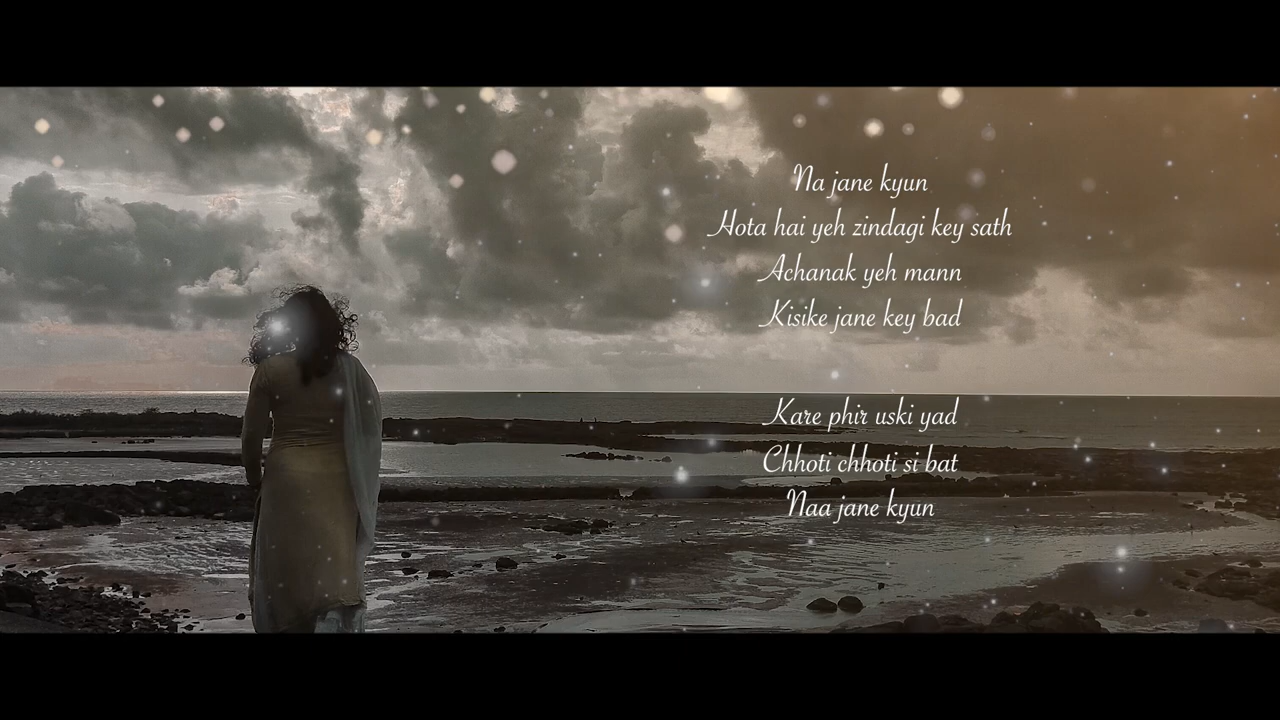 Na jane kyun
Hota hai yeh zindagi key sath
Achanak yeh mann
Kisike jane key bad
Kare phir uski yad
Chhoti chhoti si bat
Naa jane kyun